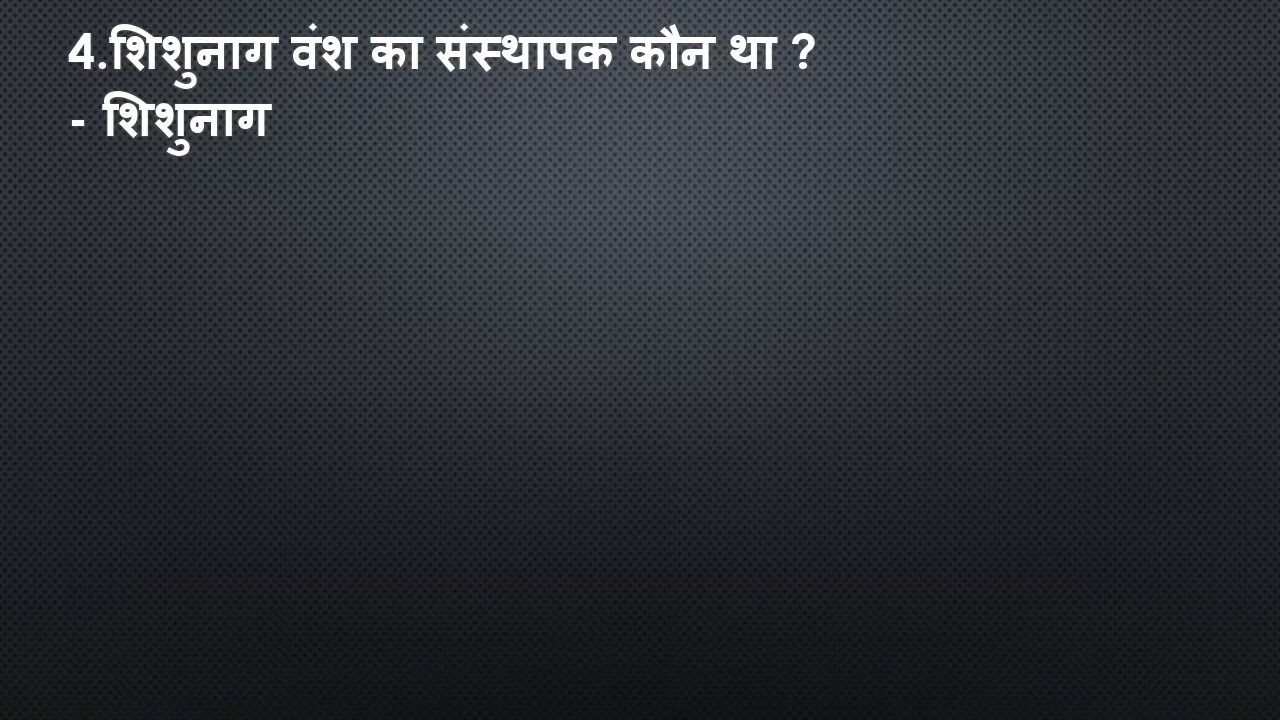 4.शिशुनाग वंश का संस्थापक कौन था ?
- शिशुनाग